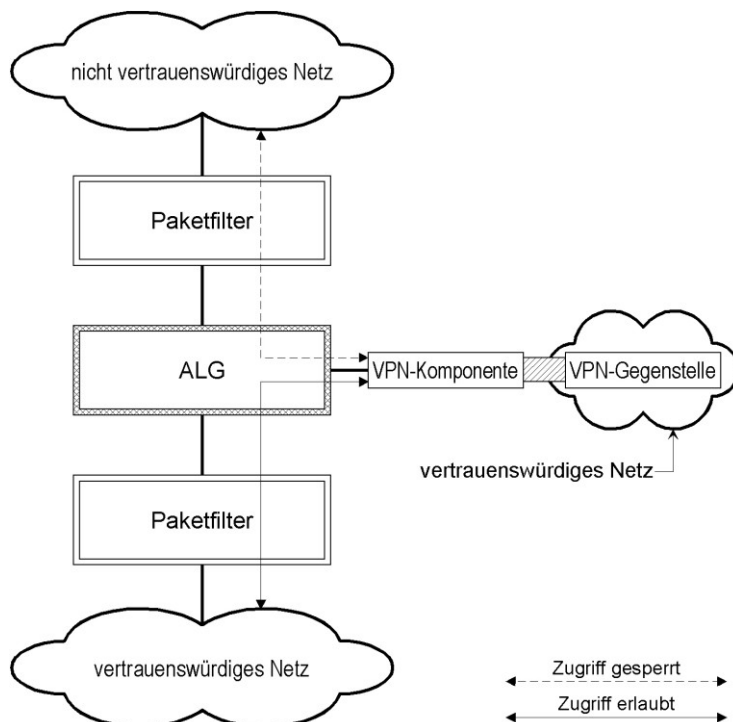 nicht vertrauenswürdiges Netz
Paketfilter
ALG
VPN-Komponente
VPN-Gegenstelle
vertrauenswürdiges Netz
Paketfilter
vertrauenswürdiges Netz
Zugriff gesperrt
Zugriff erlaubt